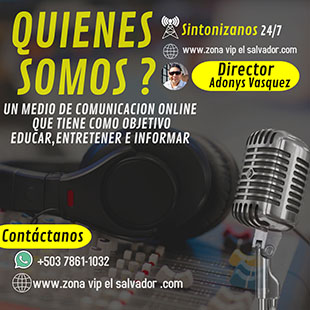 QUIENES
SOMOS ?
Sintonizanos 24/7
www.zona vip el salvador.com
Director
Adonys Vasquez
UN MEDIO DE COMUNICACION ONLINE
QUE TIENE COMO OBJETIVO
EDUCAR,ENTRETENER E INFORMAR
Contáctanos
+503 7861-1032
www.zona vip el salvador .com